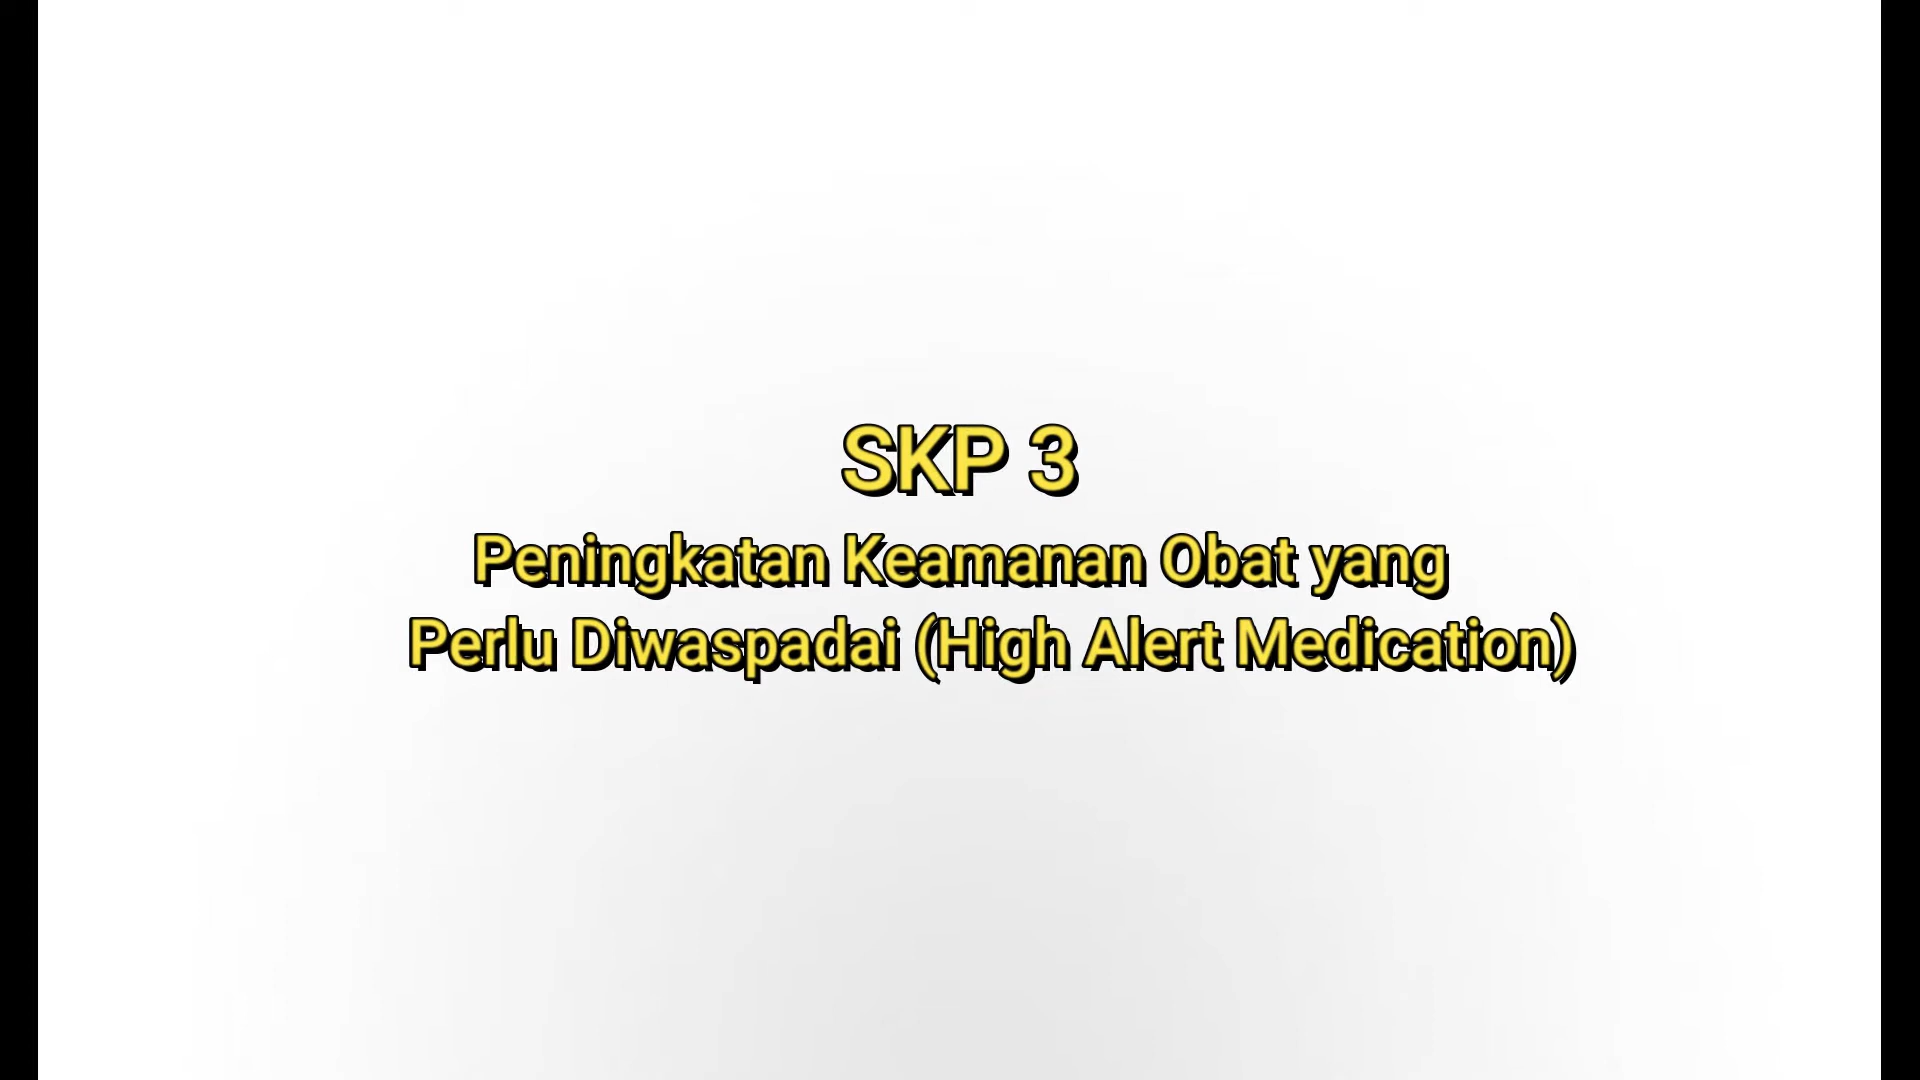 SKP 3
Peningkatan Keamanan Obat yang
Perlu Diwaspadai (High Alert Medication)